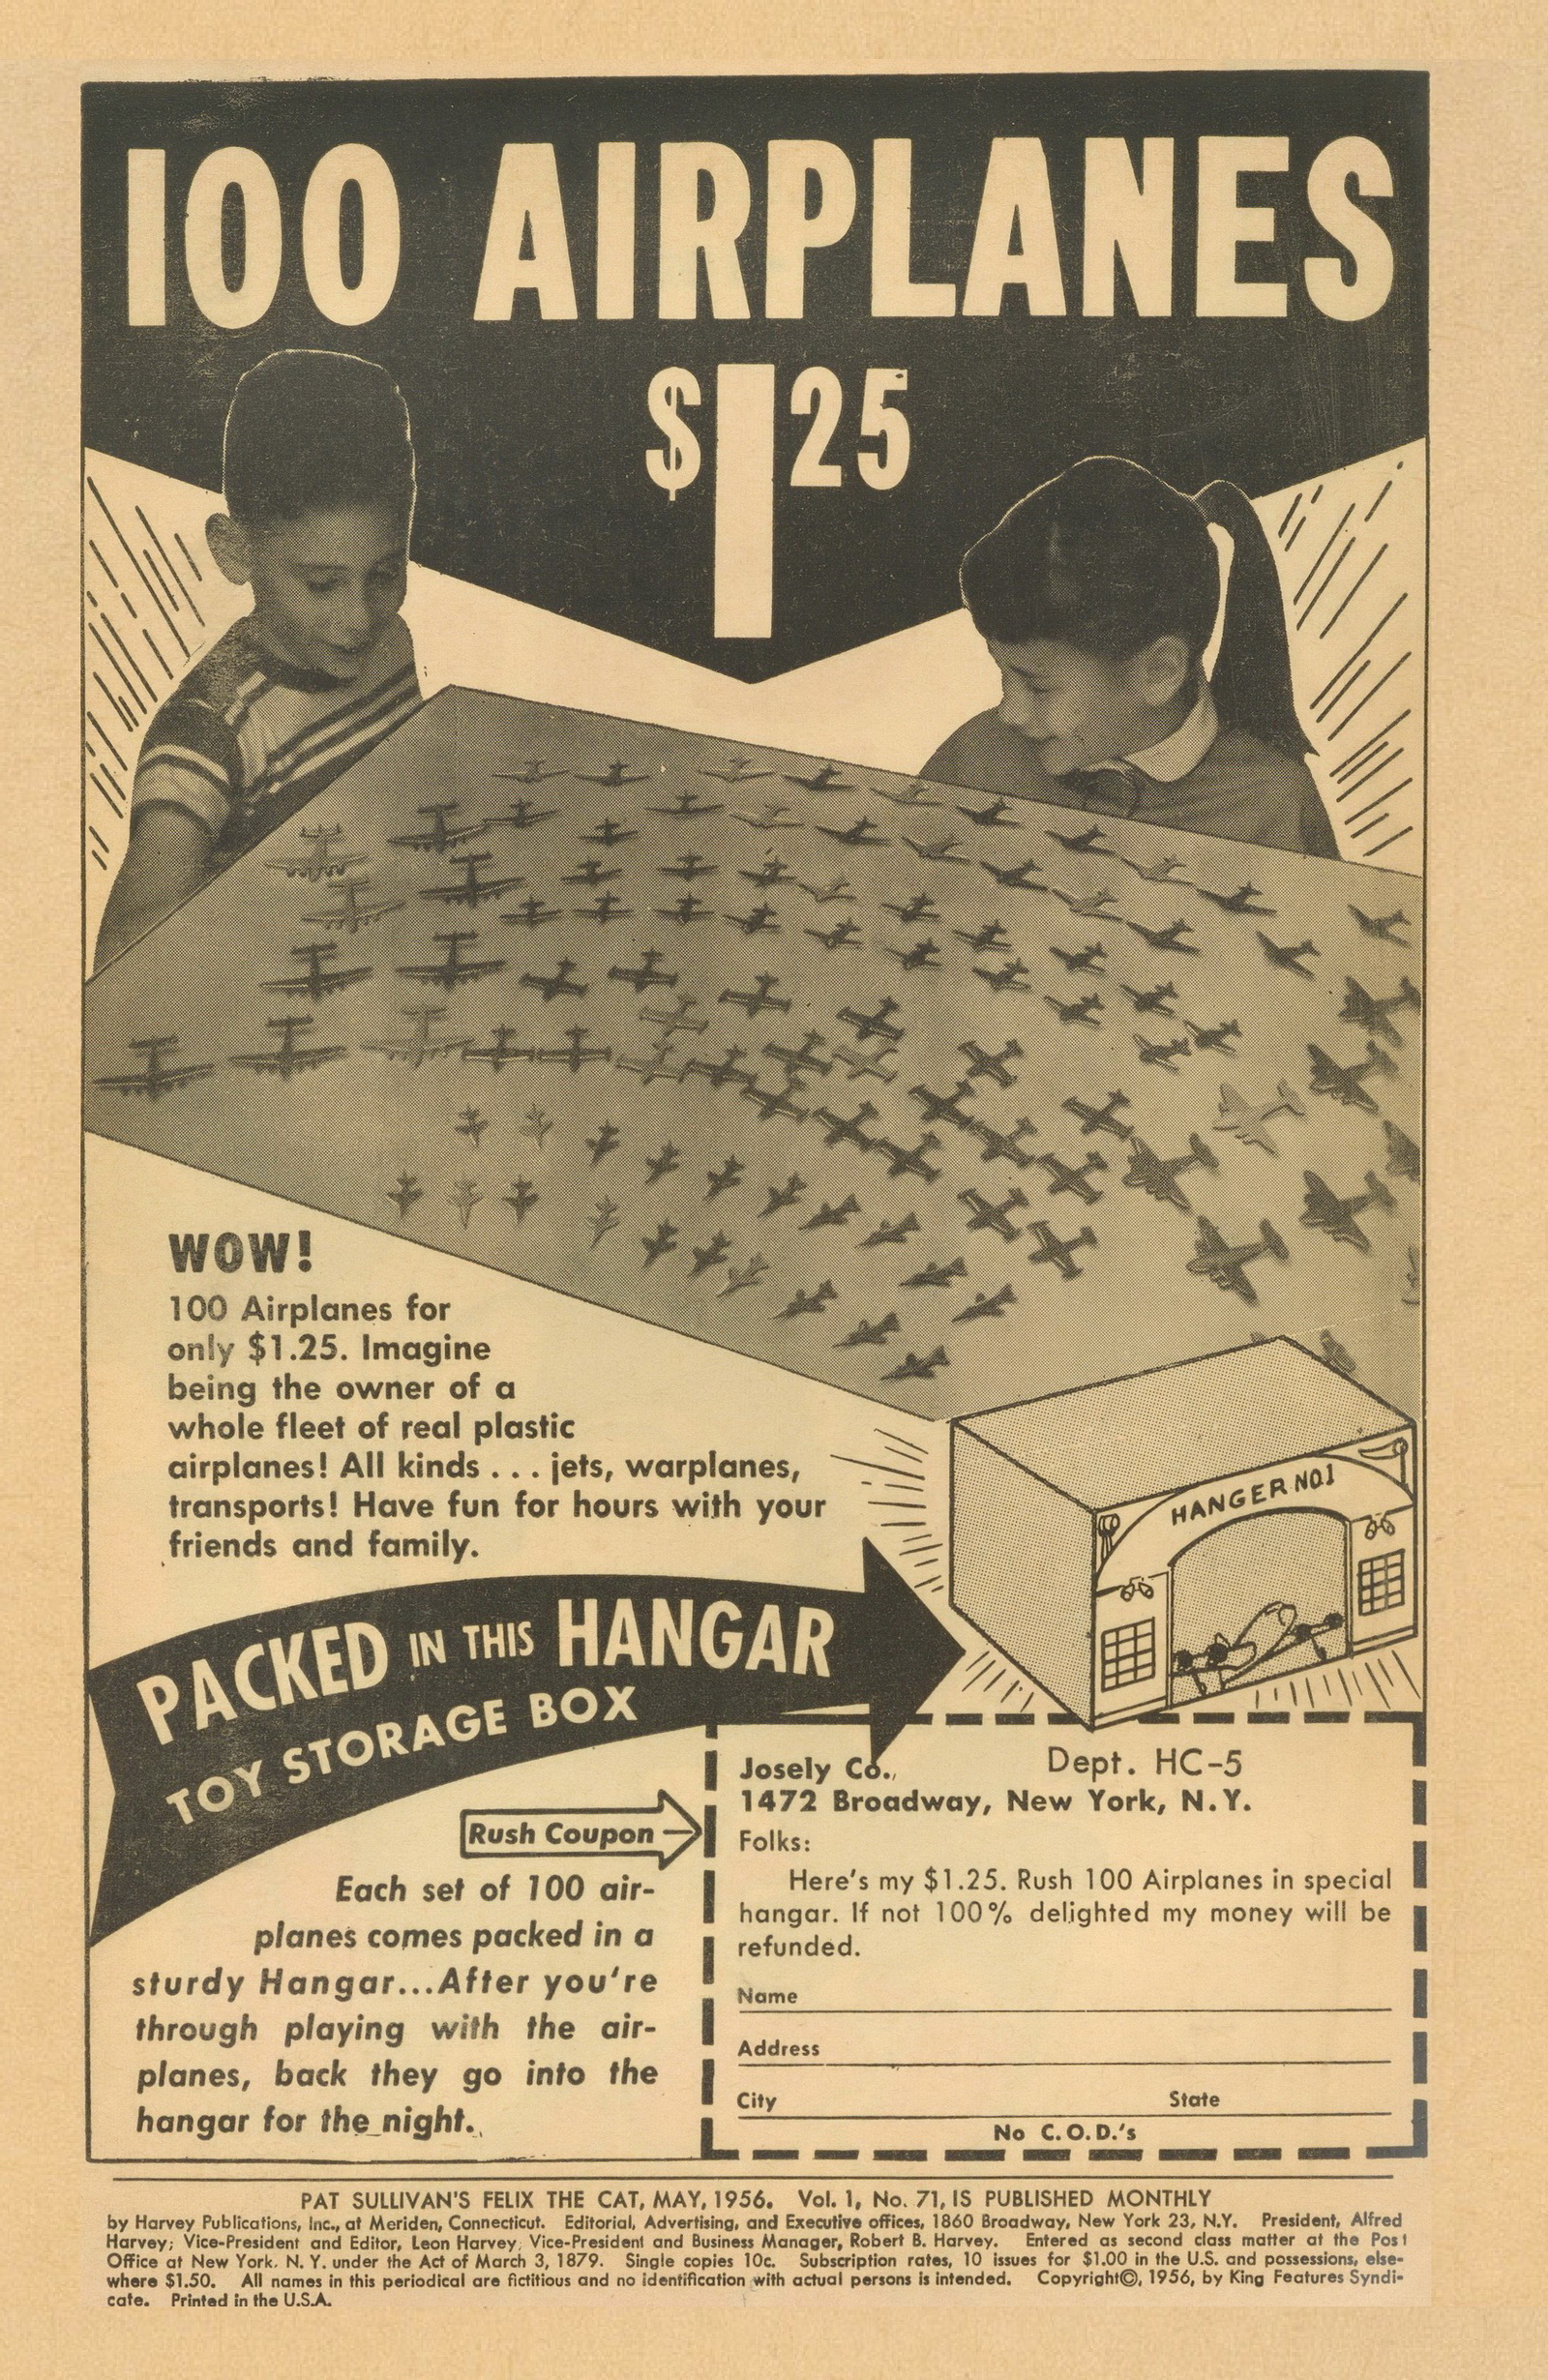 100 AIRPLANES
$1 25
WOW!
100 Airplanes for
only $1.25. Imagine
being the owner of a
whole fleet of real plastic
airplanes! All kinds . . . jets, warplanes,
transports! Have fun for hours with your
friends and family.
HANGER NO.1
PACKED IN THIS HANGAR
TOY STORAGE BOX
Rush Coupon
Each set of 100 air-
planes comes packed in a
sturdy Hangar...After you're
through playing with the air-
planes, back they go into the
hangar for the night.
Josely Co., Dept. HC-5
1472 Broadway, New York, N.Y.
Folks:
Here's my $1.25. Rush 100 Airplanes in special
hangar. If not 100% delighted my money will be
refunded.
Name
Address
City State
No C.O.D.'s
PAT SULLIVAN'S FELIX THE CAT, MAY, 1956. Vol. 1, No. 71, IS PUBLISHED MONTHLY
by Harvey Publications, Inc., at Meriden, Connecticut. Editorial, Advertising, and Executive offices, 1860 Broadway, New York 23, N.Y. President, Alfred
Harvey; Vice-President and Editor, Leon Harvey; Vice-President and Business Manager, Robert B. Harvey. Entered as second class matter at the Post
Office at New York, N. Y. under the Act of March 3, 1879. Single copies 10c. Subscription rates, 10 issues for $1.00 in the U.S. and possessions, else-
where $1.50. All names in this periodical are fictitious and no identification with actual persons is intended. Copyright©, 1956, by King Features Syndi-
cate. Printed in the U.S.A.